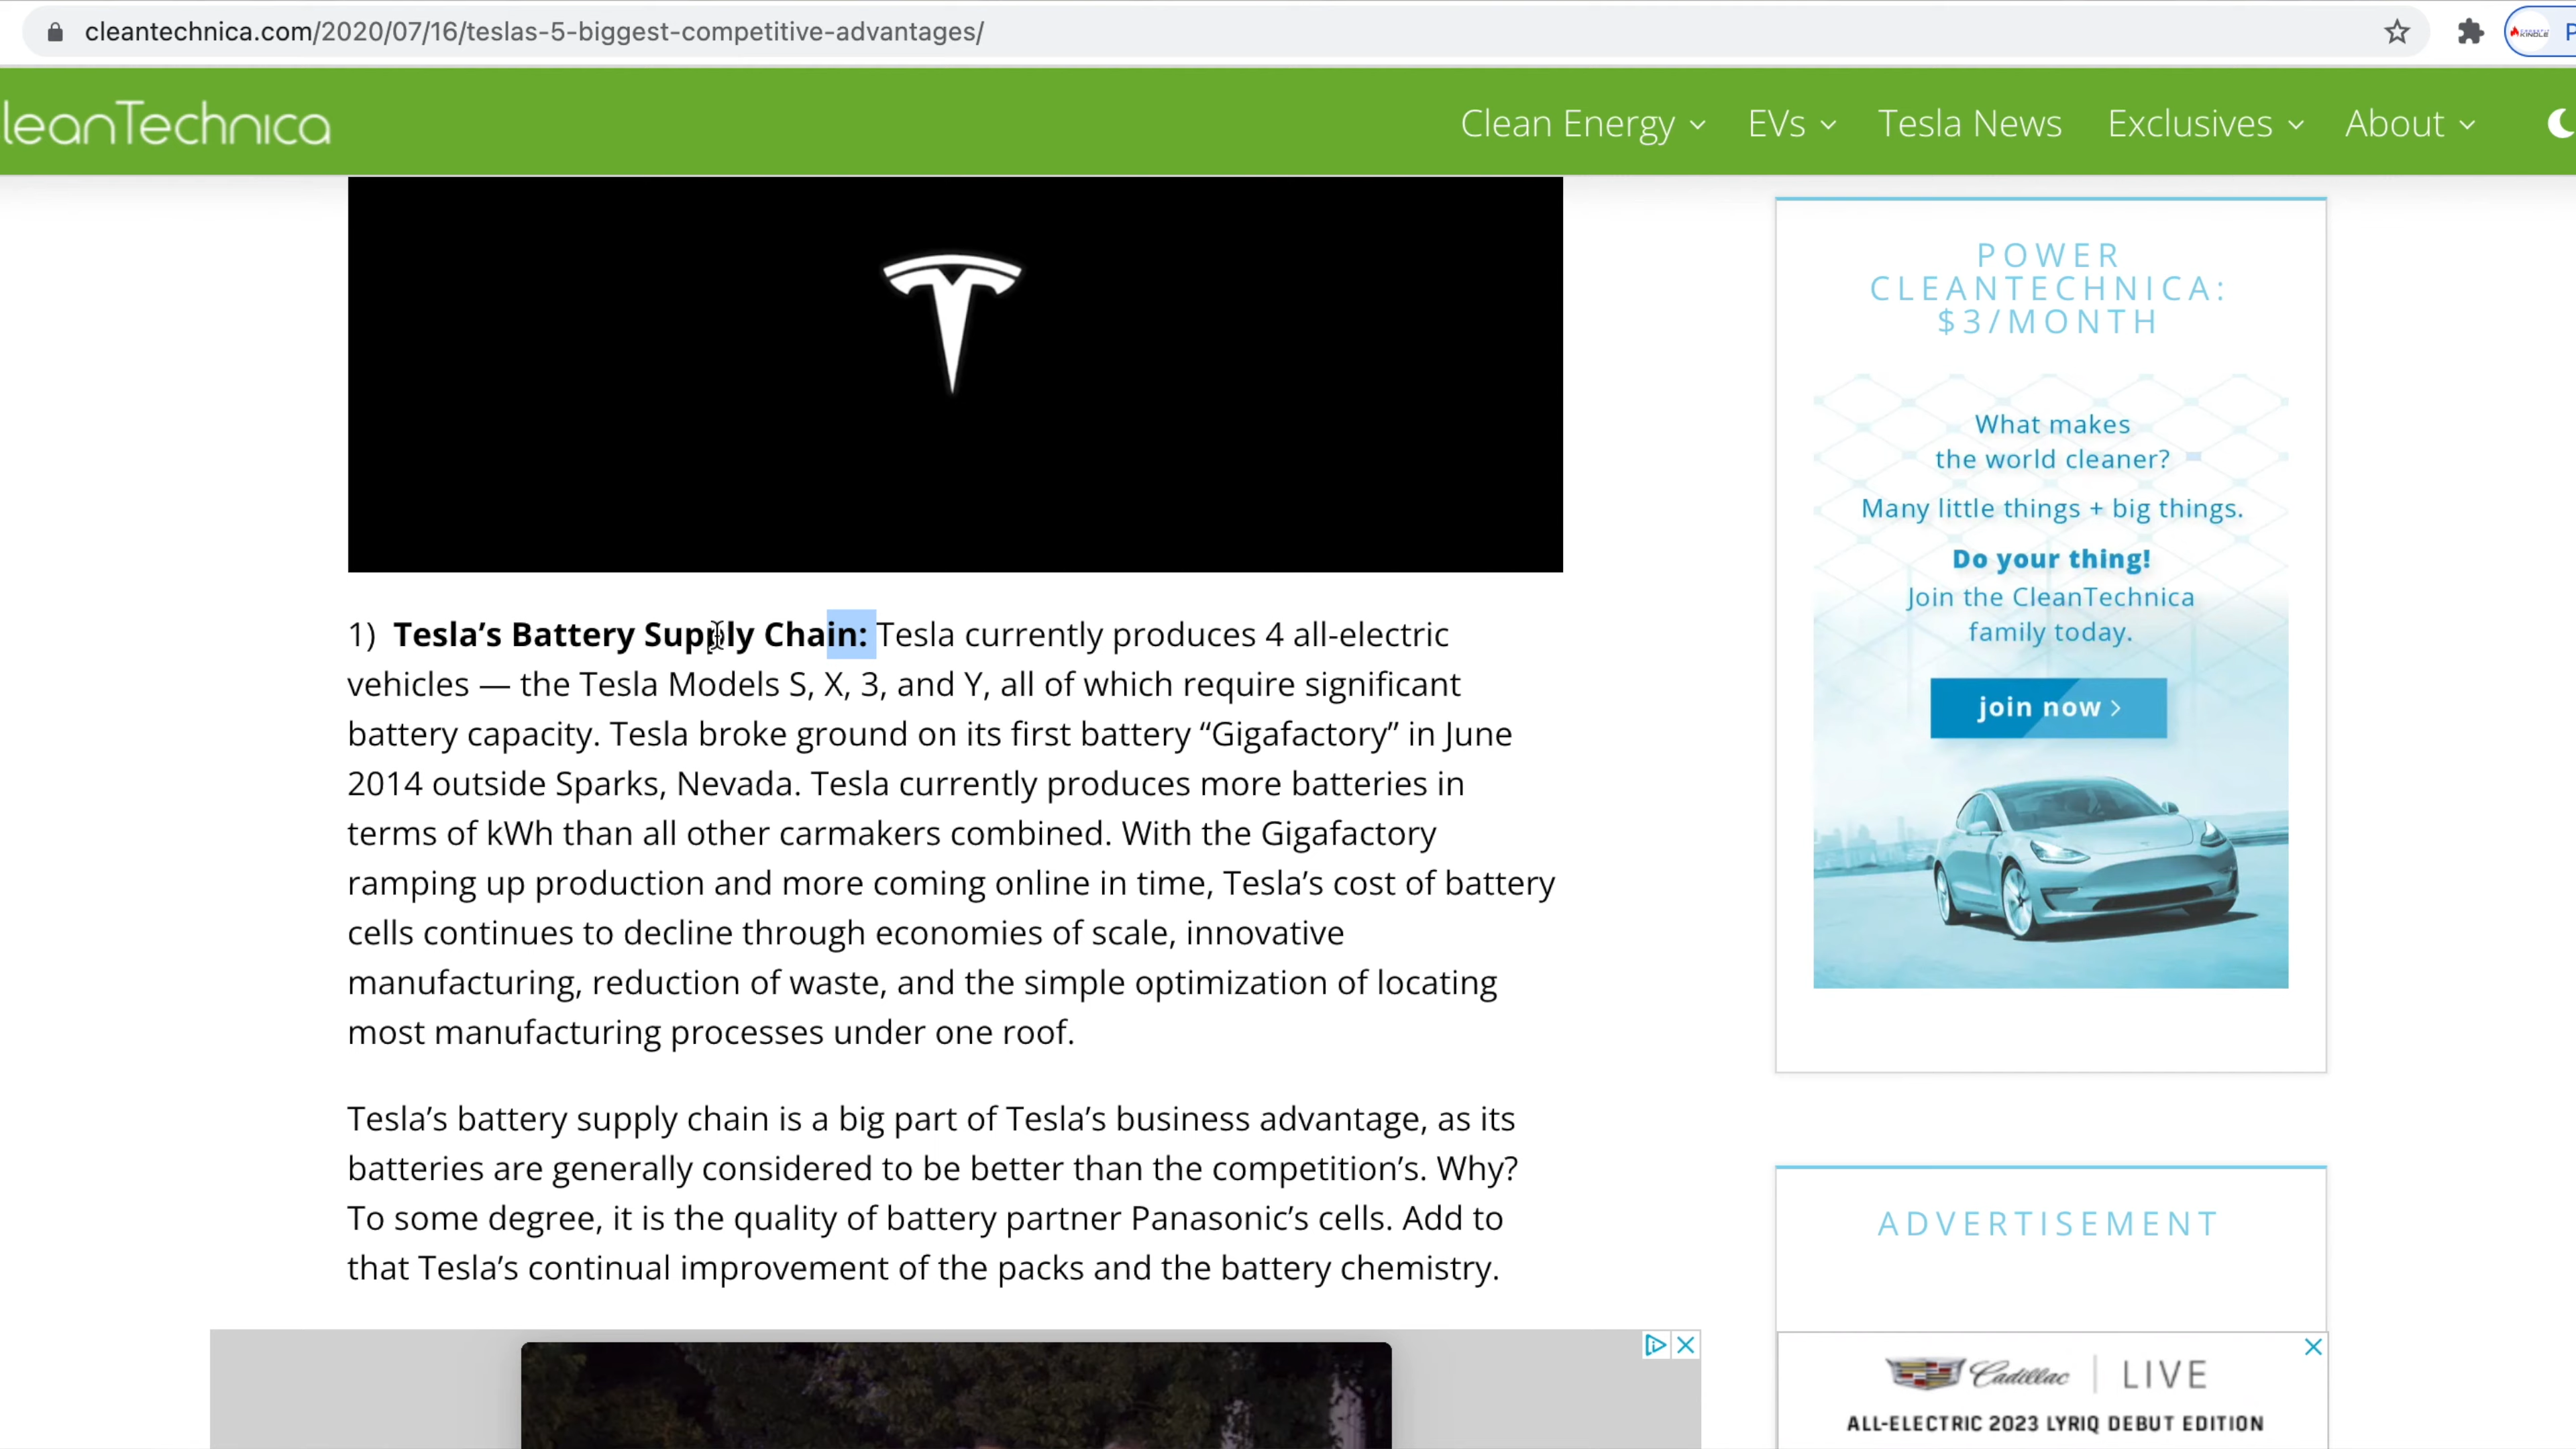 cleantechnica.com/2020/07/16/teslas-5-biggest-competitive-advantages/
leanTechnica
Clean Energy
EVs
Tesla News
Exclusives
About
1) Tesla’s Battery Supply Chain: Tesla currently produces 4 all-electric
vehicles — the Tesla Models S, X, 3, and Y, all of which require significant
battery capacity. Tesla broke ground on its first battery “Gigafactory” in June
2014 outside Sparks, Nevada. Tesla currently produces more batteries in
terms of kWh than all other carmakers combined. With the Gigafactory
ramping up production and more coming online in time, Tesla’s cost of battery
cells continues to decline through economies of scale, innovative
manufacturing, reduction of waste, and the simple optimization of locating
most manufacturing processes under one roof.
Tesla’s battery supply chain is a big part of Tesla’s business advantage, as its
batteries are generally considered to be better than the competition’s. Why?
To some degree, it is the quality of battery partner Panasonic’s cells. Add to
that Tesla’s continual improvement of the packs and the battery chemistry.
POWER
CLEANTECHNICA:
$3/MONTH
What makes
the world cleaner?
Many little things + big things.
Do your thing!
Join the CleanTechnica
family today.
join now >
ADVERTISEMENT
Cadillac | LIVE
ALL-ELECTRIC 2023 LYRIQ DEBUT EDITION